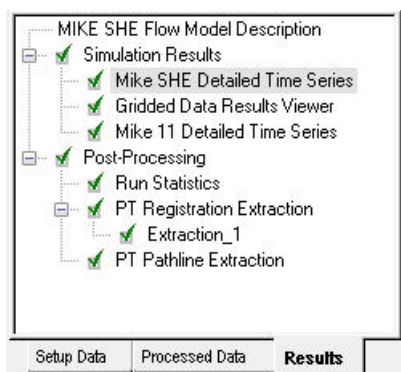 MIKE SHE Flow Model Description
Simulation Results
Mike SHE Detailed Time Series
Gridded Data Results Viewer
Mike 11 Detailed Time Series
Post-Processing
Run Statistics
PT Registration Extraction
Extraction_1
PT Pathline Extraction
Setup Data Processed Data Results